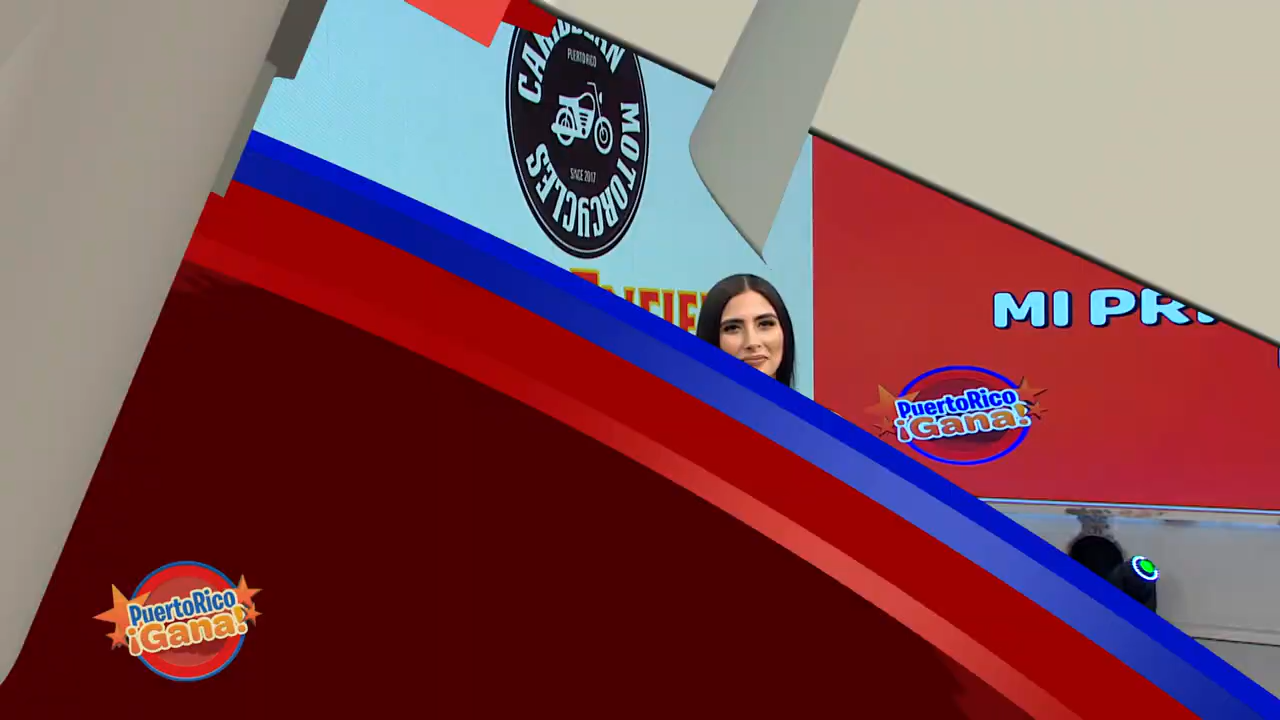 CARIBBEAN
PUERTO RICO
MOTORCYCLES
SINCE 2017
MI PR
PuertoRico
¡Gana!
PuertoRico
¡Gana!